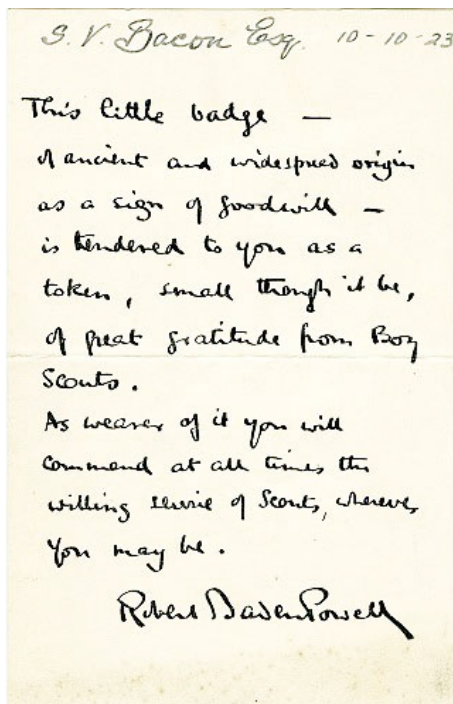 S. V. Bacon Esq. 10-10-23
This little badge —
of ancient and widespread origin
as a sign of goodwill —
is tendered to you as a
token, small though it be,
of great gratitude from Boy
Scouts.
As wearer of it you will
command at all times the
willing service of Scouts, wherever
you may be.
Robert Baden Powell